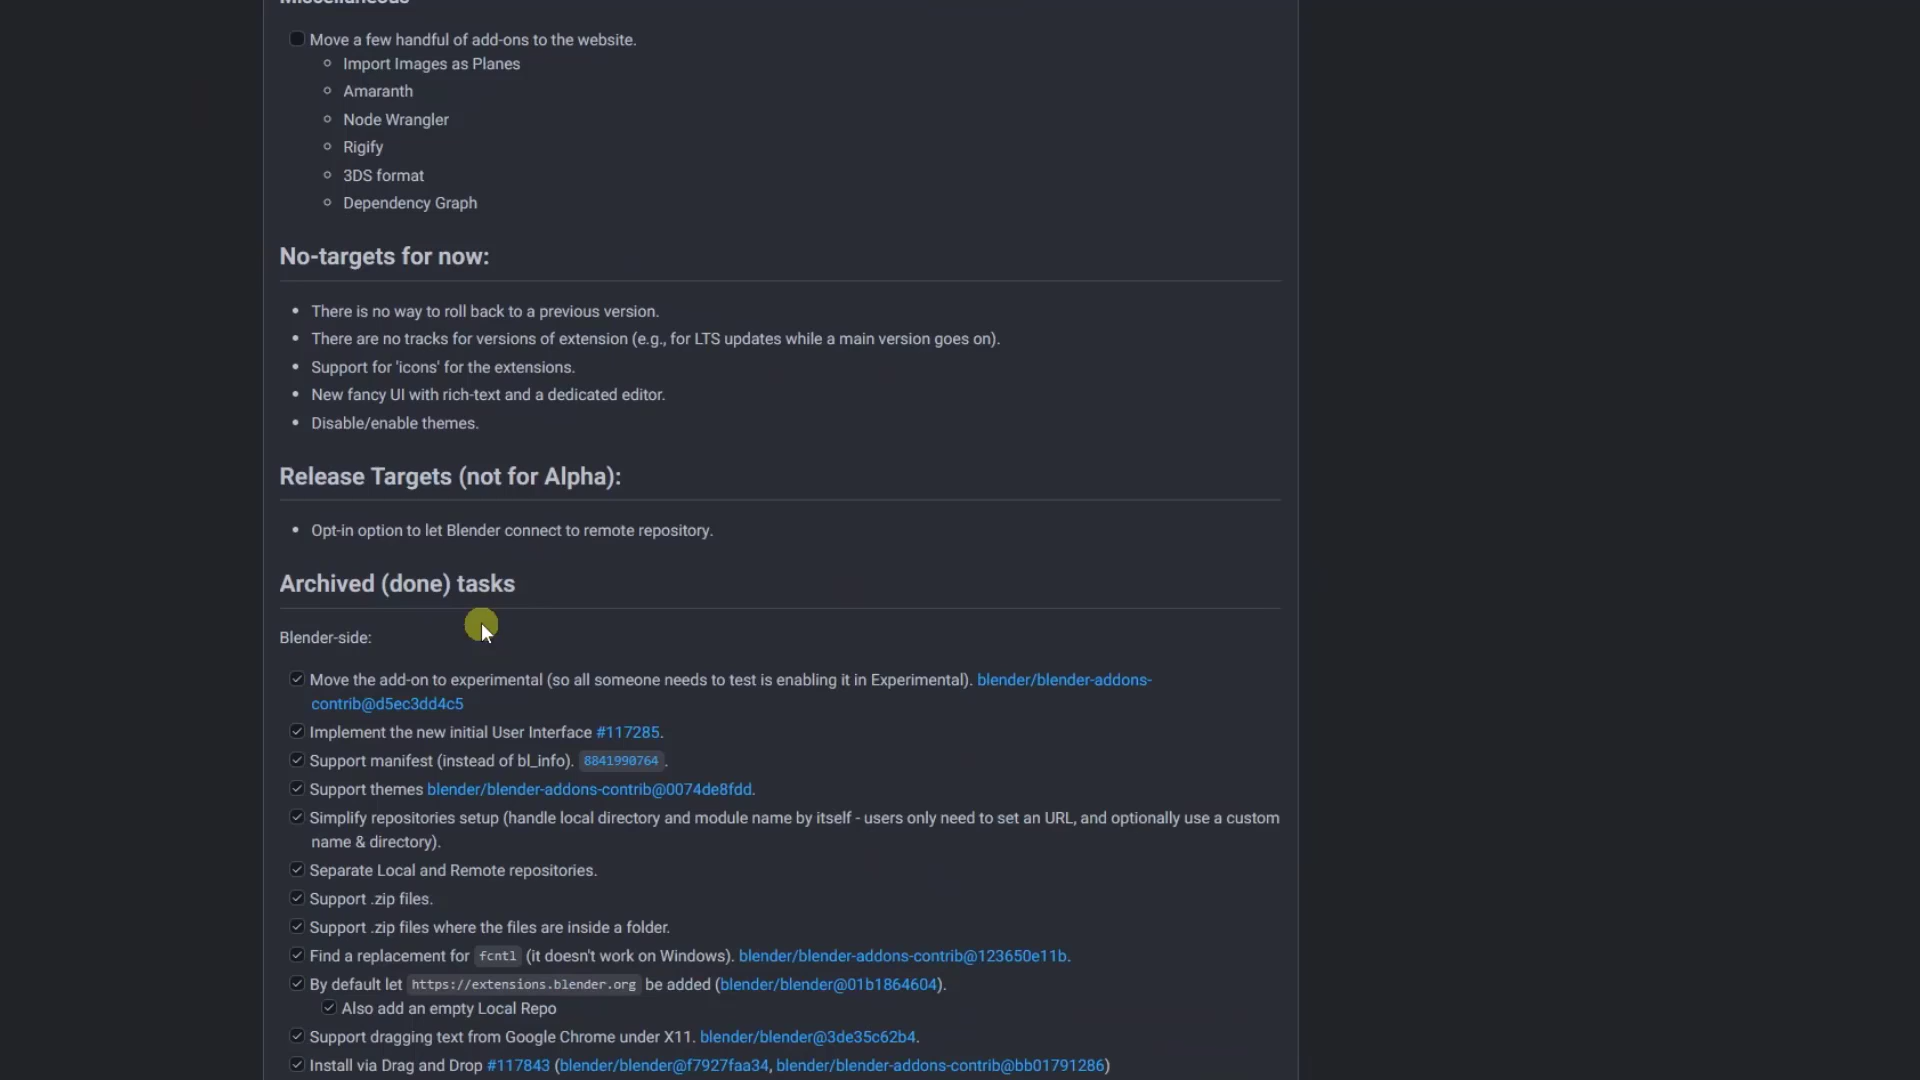 Miscellaneous
Move a few handful of add-ons to the website.
Import Images as Planes
Amaranth
Node Wrangler
Rigify
3DS format
Dependency Graph
No-targets for now:
There is no way to roll back to a previous version.
There are no tracks for versions of extension (e.g., for LTS updates while a main version goes on).
Support for 'icons' for the extensions.
New fancy UI with rich-text and a dedicated editor.
Disable/enable themes.
Release Targets (not for Alpha):
Opt-in option to let Blender connect to remote repository.
Archived (done) tasks
Blender-side:
Move the add-on to experimental (so all someone needs to test is enabling it in Experimental). blender/blender-addons-
contrib@d5ec3dd4c5
Implement the new initial User Interface #117285.
Support manifest (instead of bl_info). 8841990764.
Support themes blender/blender-addons-contrib@0074de8fdd.
Simplify repositories setup (handle local directory and module name by itself - users only need to set an URL, and optionally use a custom
name & directory).
Separate Local and Remote repositories.
Support .zip files.
Support .zip files where the files are inside a folder.
Find a replacement for fcntl (it doesn't work on Windows). blender/blender-addons-contrib@123650e11b.
By default let https://extensions.blender.org be added (blender/blender@01b1864604).
Also add an empty Local Repo
Support dragging text from Google Chrome under X11. blender/blender@3de35c62b4.
Install via Drag and Drop #117843 (blender/blender@f7927faa34, blender/blender-addons-contrib@bb01791286)